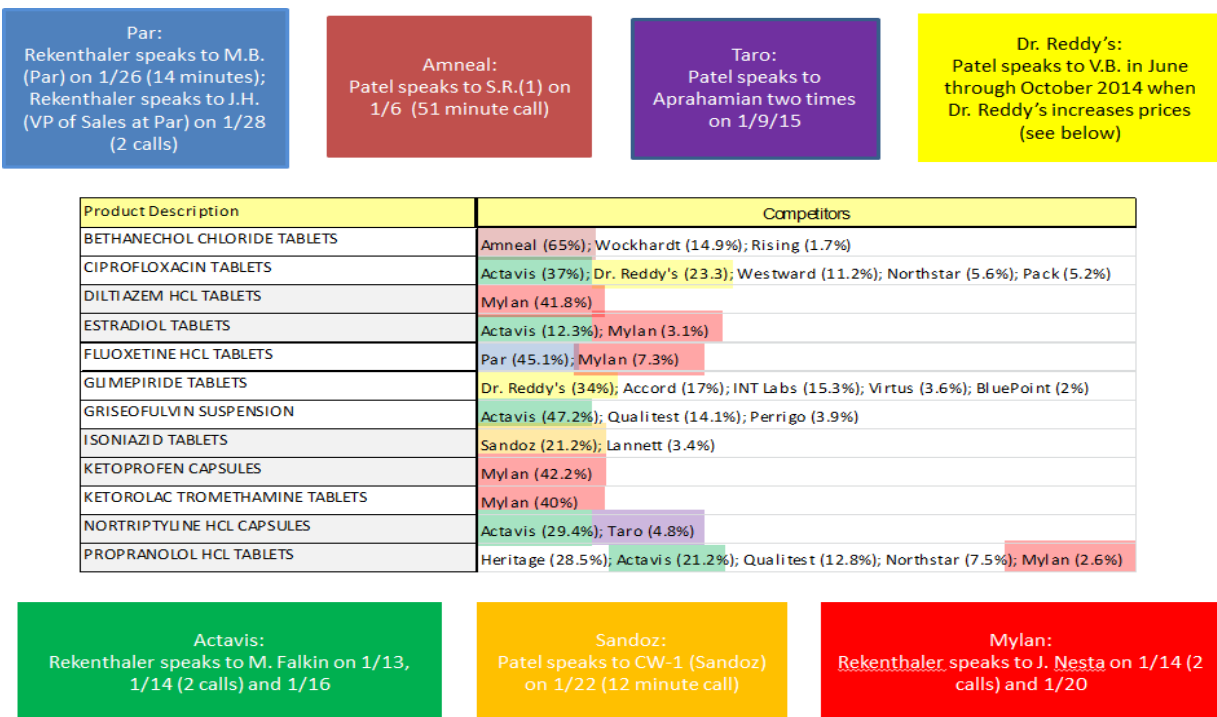 Par:
Rekenthaler speaks to M.B.
(Par) on 1/26 (14 minutes);
Rekenthaler speaks to J.H.
(VP of Sales at Par) on 1/28
(2 calls)
Amneal:
Patel speaks to S.R.(1) on
1/6 (51 minute call)
Taro:
Patel speaks to
Aprahamian two times
on 1/9/15
Dr. Reddy's:
Patel speaks to V.B. in June
through October 2014 when
Dr. Reddy's increases prices
(see below)
Product Description Competitors
BETHANECHOL CHLORIDE TABLETS Amneal (65%); Wockhardt (14.9%); Rising (1.7%)
CIPROFLOXACIN TABLETS Actavis (37%); Dr. Reddy's (23.3); Westward (11.2%); Northstar (5.6%); Pack (5.2%)
DILTIAZEM HCL TABLETS Mylan (41.8%)
ESTRADIOL TABLETS Actavis (12.3%); Mylan (3.1%)
FLUOXETINE HCL TABLETS Par (45.1%); Mylan (7.3%)
GLIMEPIRIDE TABLETS Dr. Reddy's (34%); Accord (17%); INT Labs (15.3%); Virtus (3.6%); BluePoint (2%)
GRISEOFULVIN SUSPENSION Actavis (47.2%); Qualitest (14.1%); Perrigo (3.9%)
ISONIAZID TABLETS Sandoz (21.2%); Lannett (3.4%)
KETOPROFEN CAPSULES Mylan (42.2%)
KETOROLAC TROMETHAMINE TABLETS Mylan (40%)
NORTRIPTYLINE HCL CAPSULES Actavis (29.4%); Taro (4.8%)
PROPRANOLOL HCL TABLETS Heritage (28.5%); Actavis (21.2%); Qualitest (12.8%); Northstar (7.5%); Mylan (2.6%)
Actavis:
Rekenthaler speaks to M. Falkin on 1/13,
1/14 (2 calls) and 1/16
Sandoz:
Patel speaks to CW-1 (Sandoz)
on 1/22 (12 minute call)
Mylan:
Rekenthaler speaks to J. Nesta on 1/14 (2
calls) and 1/20